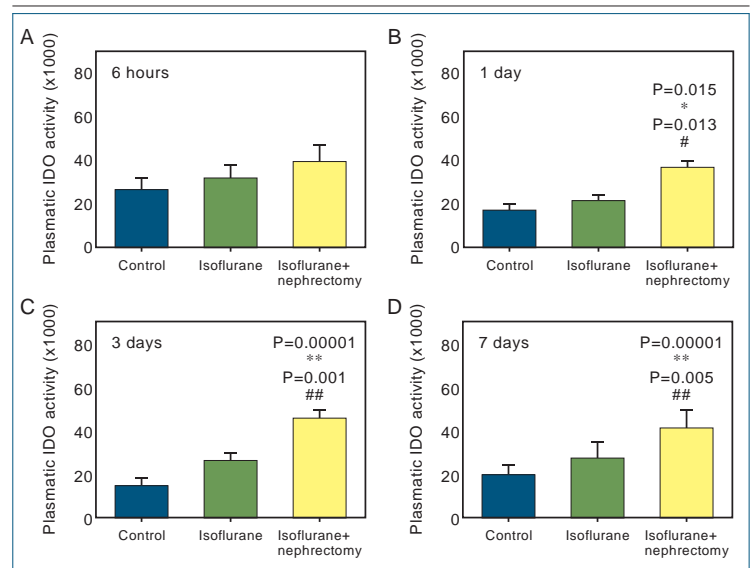 A
Plasmatic IDO activity (x1000)
80
60
40
20
0
6 hours
Control
Isoflurane
Isoflurane+
nephrectomy
B
Plasmatic IDO activity (x1000)
80
60
40
20
0
1 day
P=0.015
*
P=0.013
#
Control
Isoflurane
Isoflurane+
nephrectomy
C
Plasmatic IDO activity (x1000)
80
60
40
20
0
3 days
P=0.00001
**
P=0.001
##
Control
Isoflurane
Isoflurane+
nephrectomy
D
Plasmatic IDO activity (x1000)
80
60
40
20
0
7 days
P=0.00001
**
P=0.005
##
Control
Isoflurane
Isoflurane+
nephrectomy